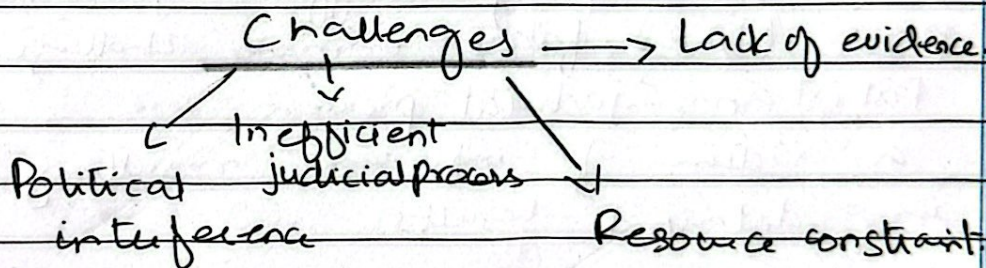 Challenges → Lack of evidence
Inefficient
Political judicial process
interference Resource constraint